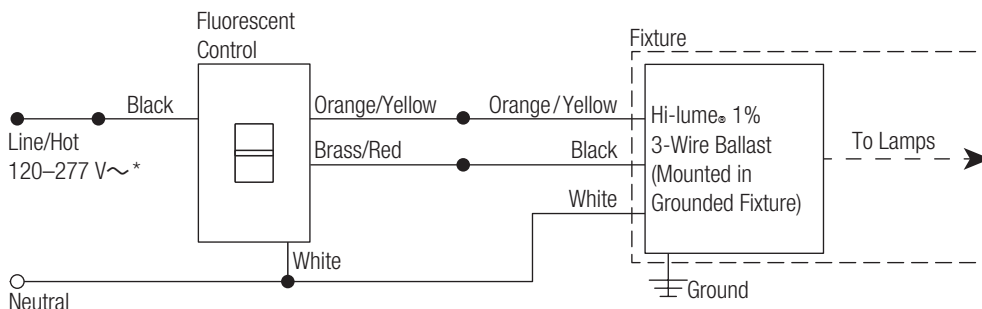 Fluorescent
Control
Fixture
Black
Orange/Yellow
Orange/Yellow
Line/Hot
120–277 V~ *
Brass/Red
Black
Hi-lume® 1%
3-Wire Ballast
(Mounted in
Grounded Fixture)
To Lamps
White
White
Neutral
Ground